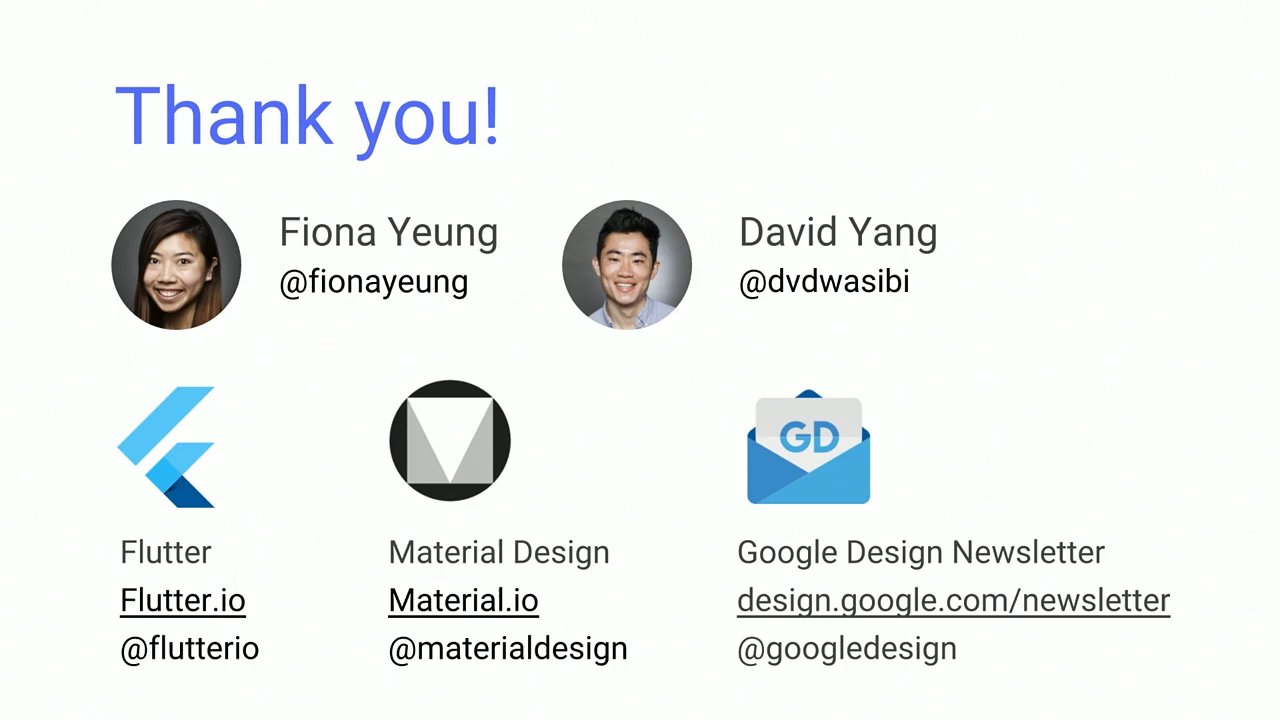 Thank you!
Fiona Yeung
@fionayeung
David Yang
@dvdwasibi
GD
Flutter
Flutter.io
@flutterio
Material Design
Material.io
@materialdesign
Google Design Newsletter
design.google.com/newsletter
@googledesign